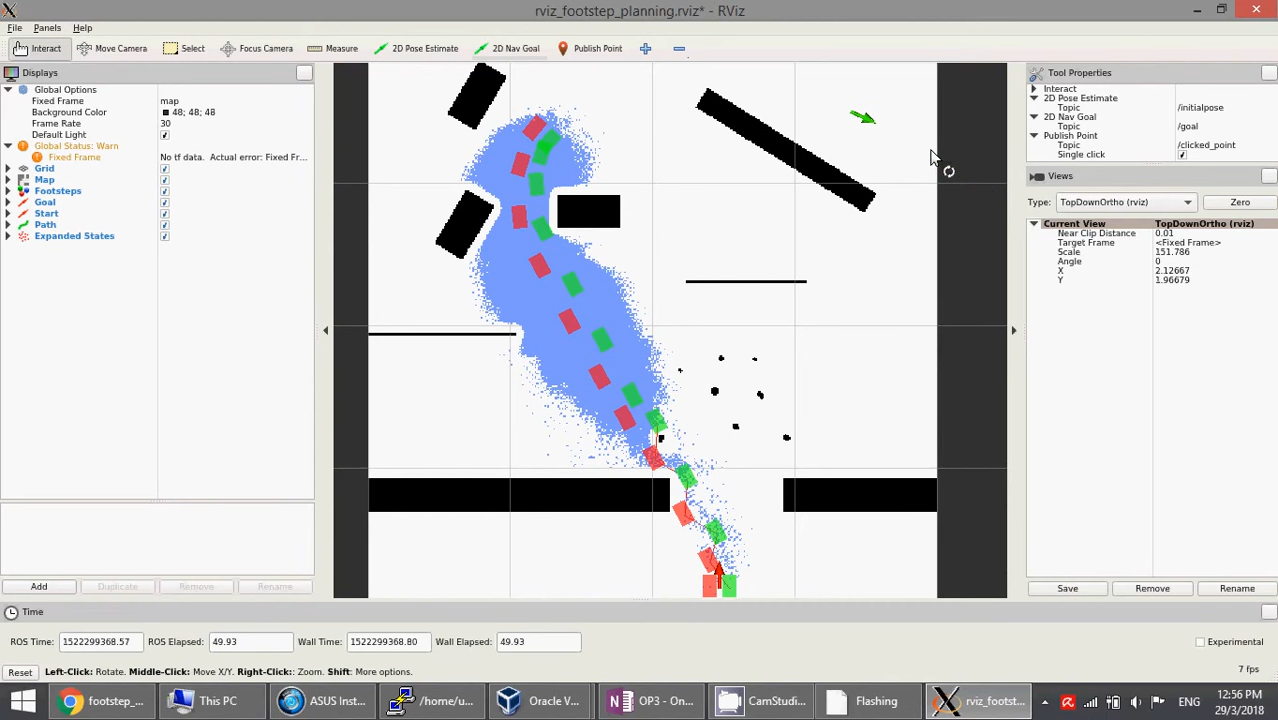 rviz_footstep_planning.rviz* - RViz
File Panels Help
Interact Move Camera Select Focus Camera Measure 2D Pose Estimate 2D Nav Goal Publish Point
Displays
Global Options
Fixed Frame map
Background Color 48; 48; 48
Frame Rate 30
Default Light
Global Status: Warn
Fixed Frame No tf data. Actual error: Fixed Fr...
Grid
Map
Footsteps
Goal
Start
Path
Expanded States
Add Duplicate Remove Rename
Tool Properties
Interact
2D Pose Estimate
Topic /initialpose
2D Nav Goal
Topic /goal
Publish Point
Topic /clicked_point
Single click
Views
Type: TopDownOrtho (rviz) Zero
Current View TopDownOrtho (rviz)
Near Clip Distance 0.01
Target Frame <Fixed Frame>
Scale 151.786
Angle 0
X 2.12667
Y 1.96679
Save Remove Rename
Time
ROS Time: 1522299368.57 ROS Elapsed: 49.93 Wall Time: 1522299368.80 Wall Elapsed: 49.93 Experimental
Reset Left-Click: Rotate. Middle-Click: Move X/Y. Right-Click:: Zoom. Shift: More options. 7 fps
footstep_... This PC ASUS Inst... /home/u... Oracle V... OP3 - On... CamStudi... Flashing rviz_footst... ENG 12:56 PM
29/3/2018